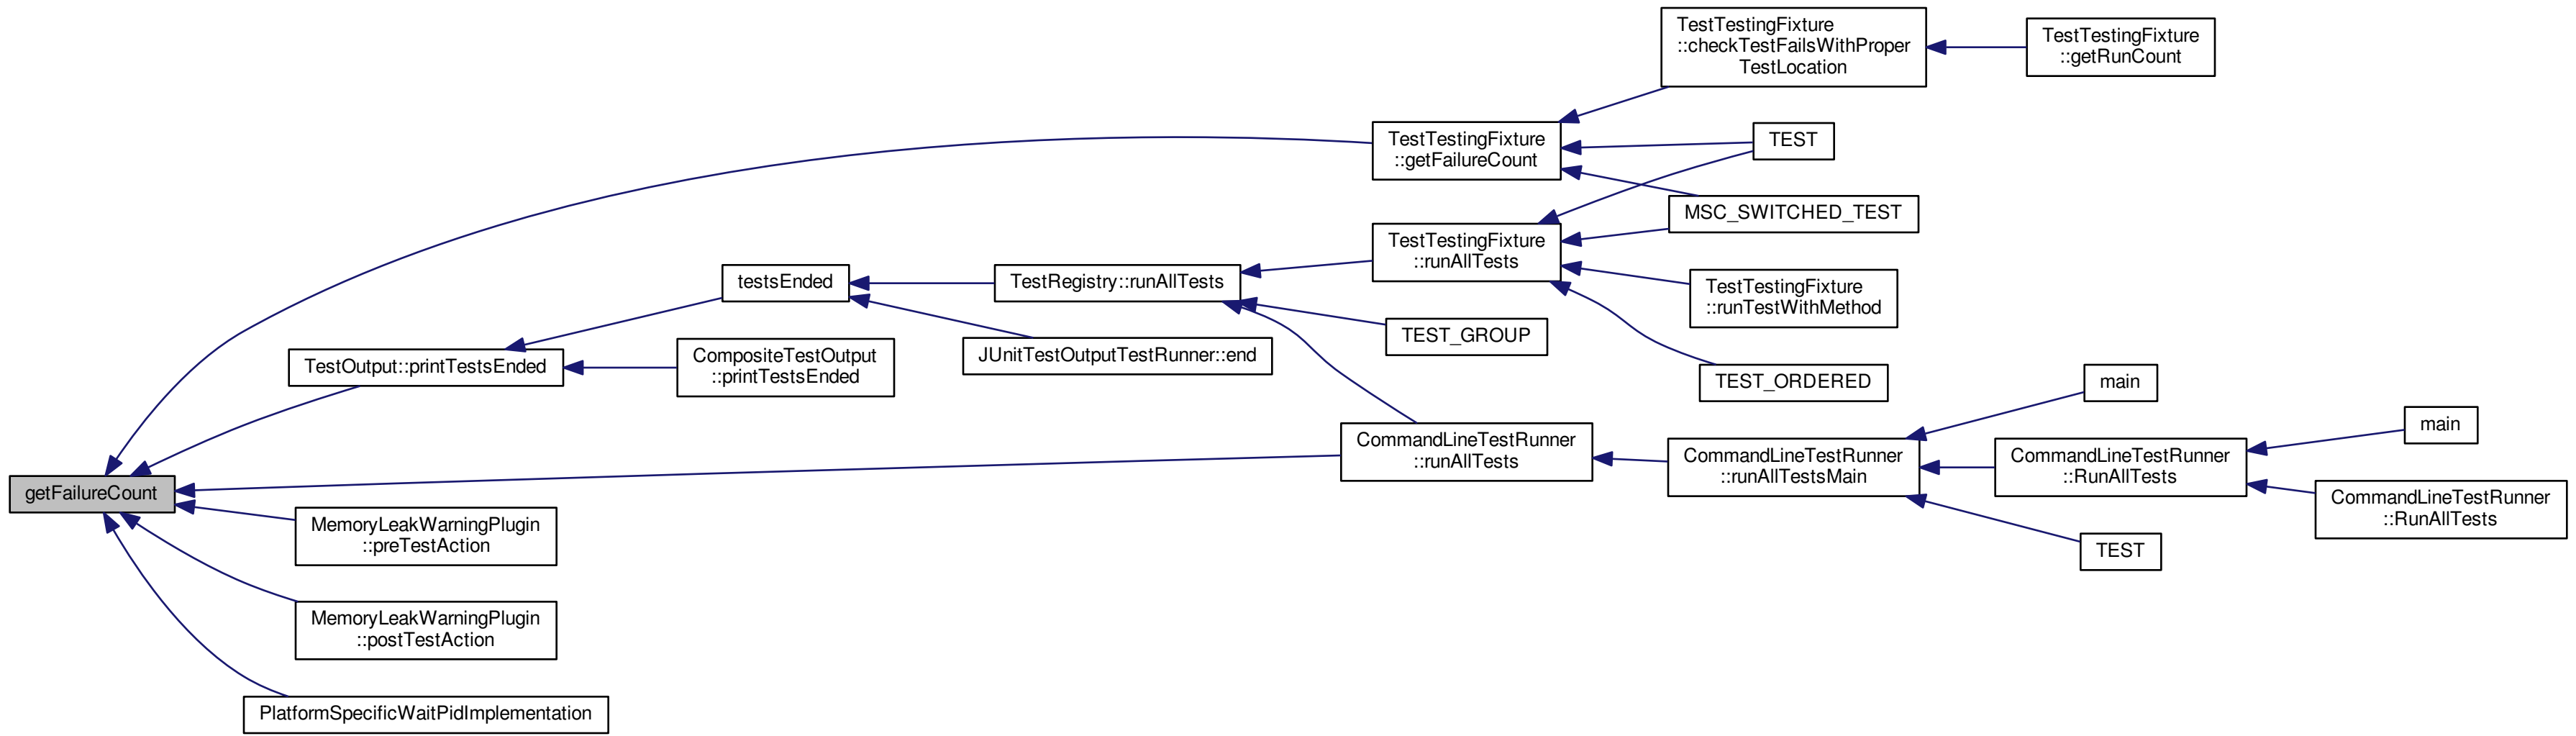 TestTestingFixture
::checkTestFailsWithProper
TestLocation
TestTestingFixture
::getRunCount
TestTestingFixture
::getFailureCount
TEST
MSC_SWITCHED_TEST
TestTestingFixture
::runAllTests
testsEnded
TestRegistry::runAllTests
TestTestingFixture
::runTestWithMethod
TEST_GROUP
JUnitTestOutputTestRunner::end
TestOutput::printTestsEnded
CompositeTestOutput
::printTestsEnded
TEST_ORDERED
main
main
CommandLineTestRunner
::runAllTests
CommandLineTestRunner
::runAllTestsMain
CommandLineTestRunner
::RunAllTests
getFailureCount
CommandLineTestRunner
::RunAllTests
MemoryLeakWarningPlugin
::preTestAction
TEST
MemoryLeakWarningPlugin
::postTestAction
PlatformSpecificWaitPidImplementation